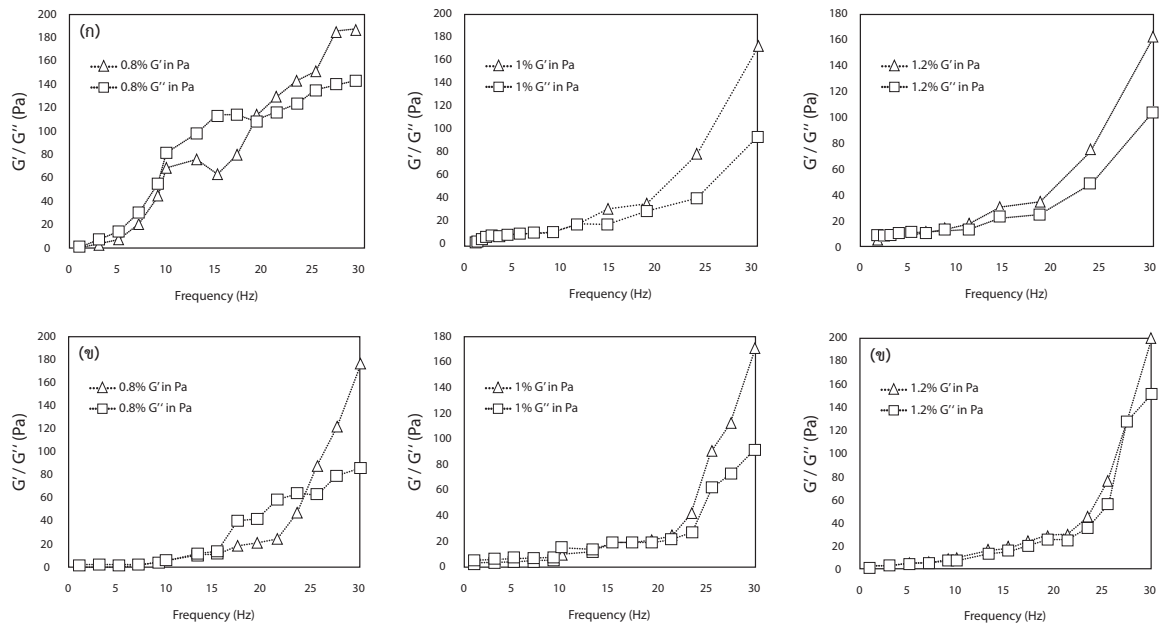 (ก)
0.8% G' in Pa
0.8% G'' in Pa
G' / G'' (Pa)
200
180
160
140
120
100
80
60
40
20
0
0 5 10 15 20 25 30
Frequency (Hz)
1% G' in Pa
1% G'' in Pa
G' / G'' (Pa)
200
180
160
140
120
100
80
60
40
20
0
0 5 10 15 20 25 30
Frequency (Hz)
1.2% G' in Pa
1.2% G'' in Pa
G' / G'' (Pa)
180
160
140
120
100
80
60
40
20
0
0 5 10 15 20 25 30
Frequency (Hz)
(ข)
0.8% G' in Pa
0.8% G'' in Pa
G' / G'' (Pa)
200
180
160
140
120
100
80
60
40
20
0
0 5 10 15 20 25 30
Frequency (Hz)
1% G' in Pa
1% G'' in Pa
G' / G'' (Pa)
180
160
140
120
100
80
60
40
20
0
0 5 10 15 20 25 30
Frequency (Hz)
(ข)
1.2% G' in Pa
1.2% G'' in Pa
G' / G'' (Pa)
200
180
160
140
120
100
80
60
40
20
0
0 5 10 15 20 25 30
Frequency (Hz)